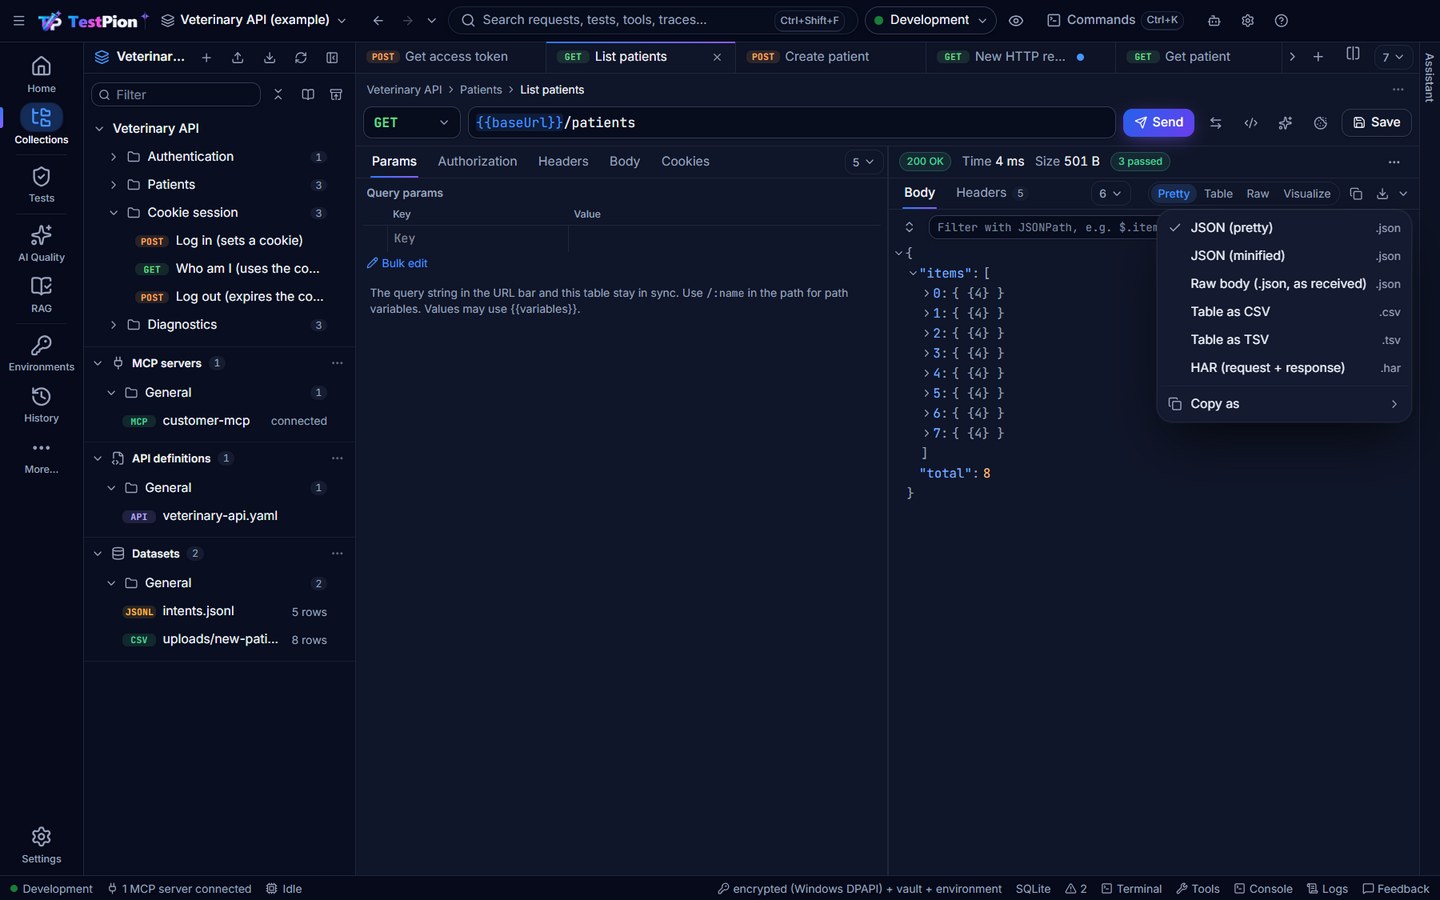 TestPion
Veterinary API (example)
Search requests, tests, tools, traces... Ctrl+Shift+F
Development
Commands Ctrl+K
Home
Collections
Tests
AI Quality
RAG
Environments
History
More...
Settings
Veterinar...
Filter
Veterinary API
Authentication 1
Patients 3
Cookie session 3
POST Log in (sets a cookie)
GET Who am I (uses the co...
POST Log out (expires the co...
Diagnostics 3
MCP servers 1
General 1
MCP customer-mcp connected
API definitions 1
General 1
API veterinary-api.yaml
Datasets 2
General 2
JSONL intents.jsonl 5 rows
CSV uploads/new-pati... 8 rows
POST Get access token
GET List patients
POST Create patient
GET New HTTP re...
GET Get patient
7
Veterinary API > Patients > List patients
GET
{{baseUrl}}/patients
Send
Save
Params Authorization Headers Body Cookies 5
Query params
Key Value
Key
Bulk edit
The query string in the URL bar and this table stay in sync. Use /:name in the path for path
variables. Values may use {{variables}}.
200 OK Time 4 ms Size 501 B 3 passed
Body Headers 5 6 Pretty Table Raw Visualize
Filter with JSONPath, e.g. $.item
{
"items": [
0: { {4} }
1: { {4} }
2: { {4} }
3: { {4} }
4: { {4} }
5: { {4} }
6: { {4} }
7: { {4} }
]
"total": 8
}
JSON (pretty) .json
JSON (minified) .json
Raw body (.json, as received) .json
Table as CSV .csv
Table as TSV .tsv
HAR (request + response) .har
Copy as
Assistant
Development 1 MCP server connected Idle encrypted (Windows DPAPI) + vault + environment SQLite 2 Terminal Tools Console Logs Feedback